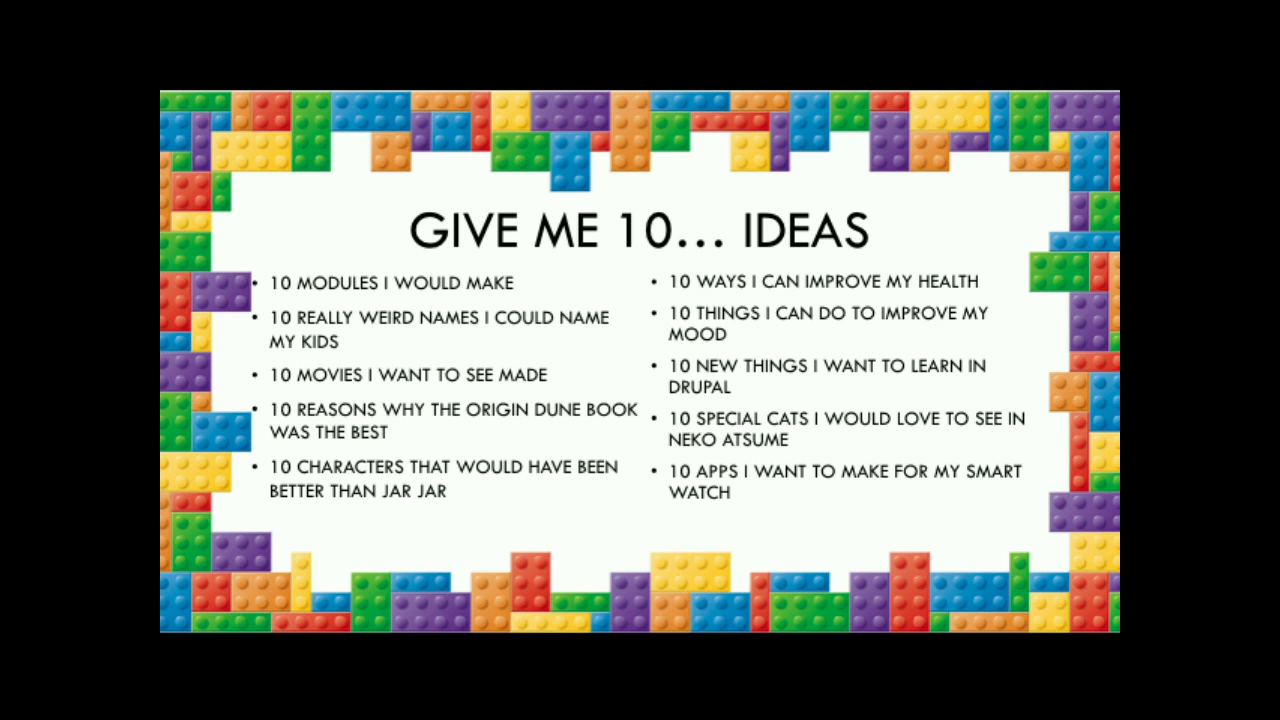 GIVE ME 10... IDEAS
• 10 MODULES I WOULD MAKE
• 10 REALLY WEIRD NAMES I COULD NAME
MY KIDS
• 10 MOVIES I WANT TO SEE MADE
• 10 REASONS WHY THE ORIGIN DUNE BOOK
WAS THE BEST
• 10 CHARACTERS THAT WOULD HAVE BEEN
BETTER THAN JAR JAR
• 10 WAYS I CAN IMPROVE MY HEALTH
• 10 THINGS I CAN DO TO IMPROVE MY
MOOD
• 10 NEW THINGS I WANT TO LEARN IN
DRUPAL
• 10 SPECIAL CATS I WOULD LOVE TO SEE IN
NEKO ATSUME
• 10 APPS I WANT TO MAKE FOR MY SMART
WATCH